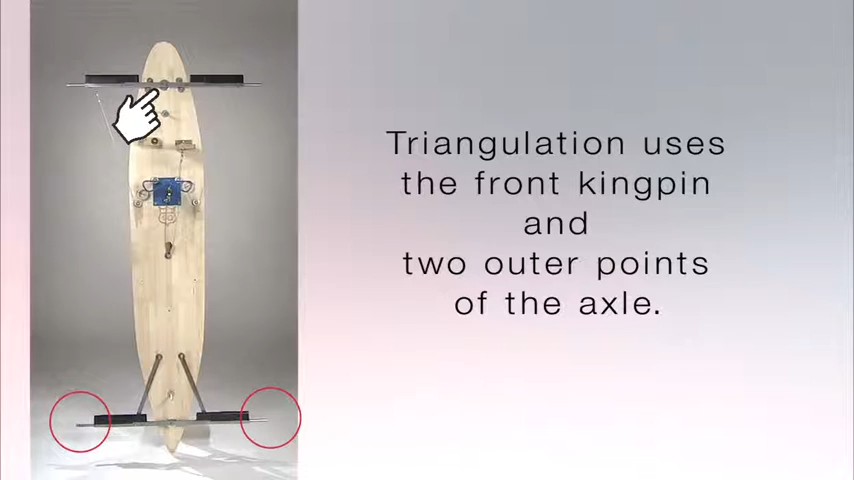 Triangulation uses
the front kingpin
and
two outer points
of the axle.